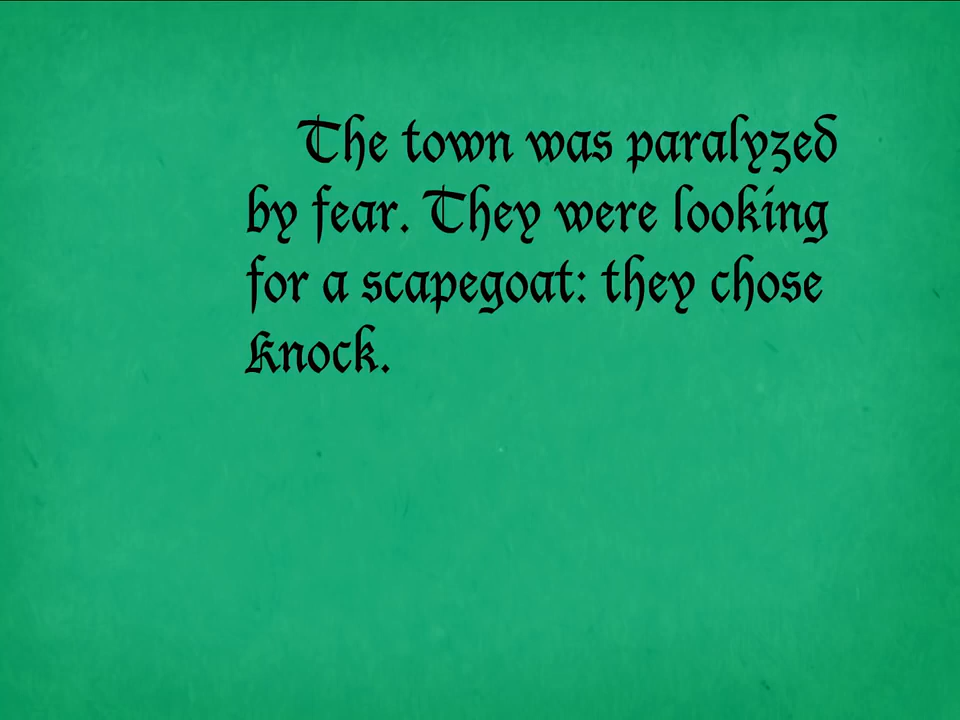 The town was paralyzed
by fear. They were looking
for a scapegoat: they chose
Knock.